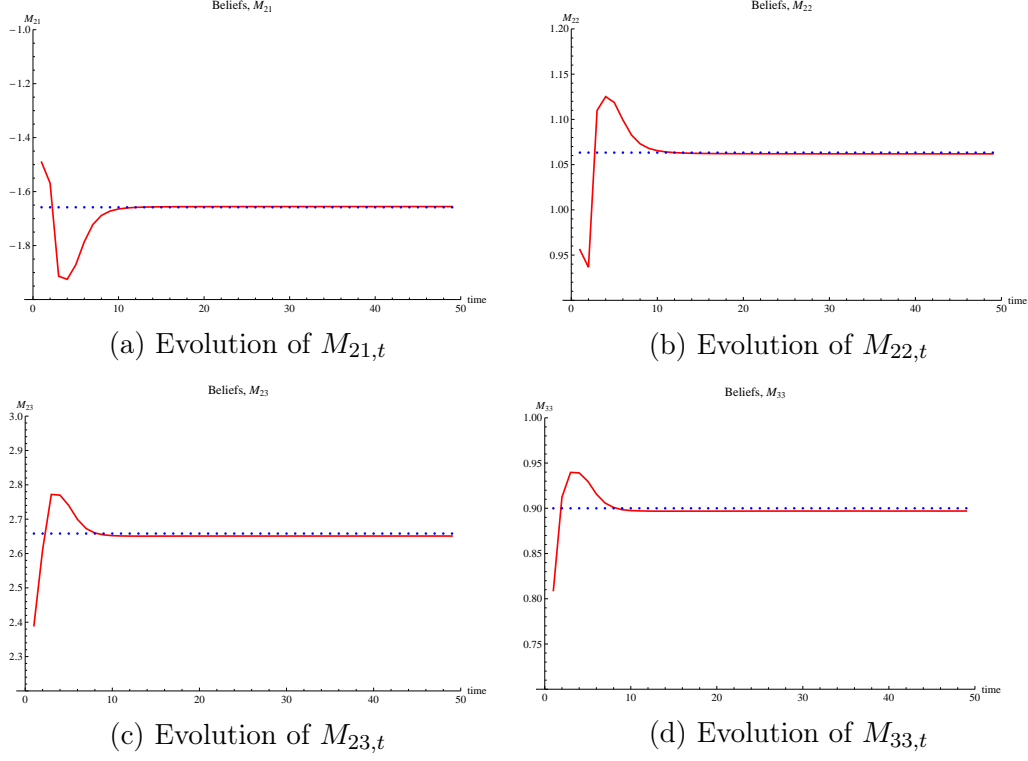 Beliefs, M21
M21
−1.0
−1.2
−1.4
−1.6
−1.8
0 10 20 30 40 50 time
(a) Evolution of M21,t
Beliefs, M22
M22
1.20
1.15
1.10
1.05
1.00
0.95
0 10 20 30 40 50 time
(b) Evolution of M22,t
Beliefs, M23
M23
3.0
2.9
2.8
2.7
2.6
2.5
2.4
2.3
0 10 20 30 40 50 time
(c) Evolution of M23,t
Beliefs, M33
M33
1.00
0.95
0.90
0.85
0.80
0.75
0 10 20 30 40 50 time
(d) Evolution of M33,t